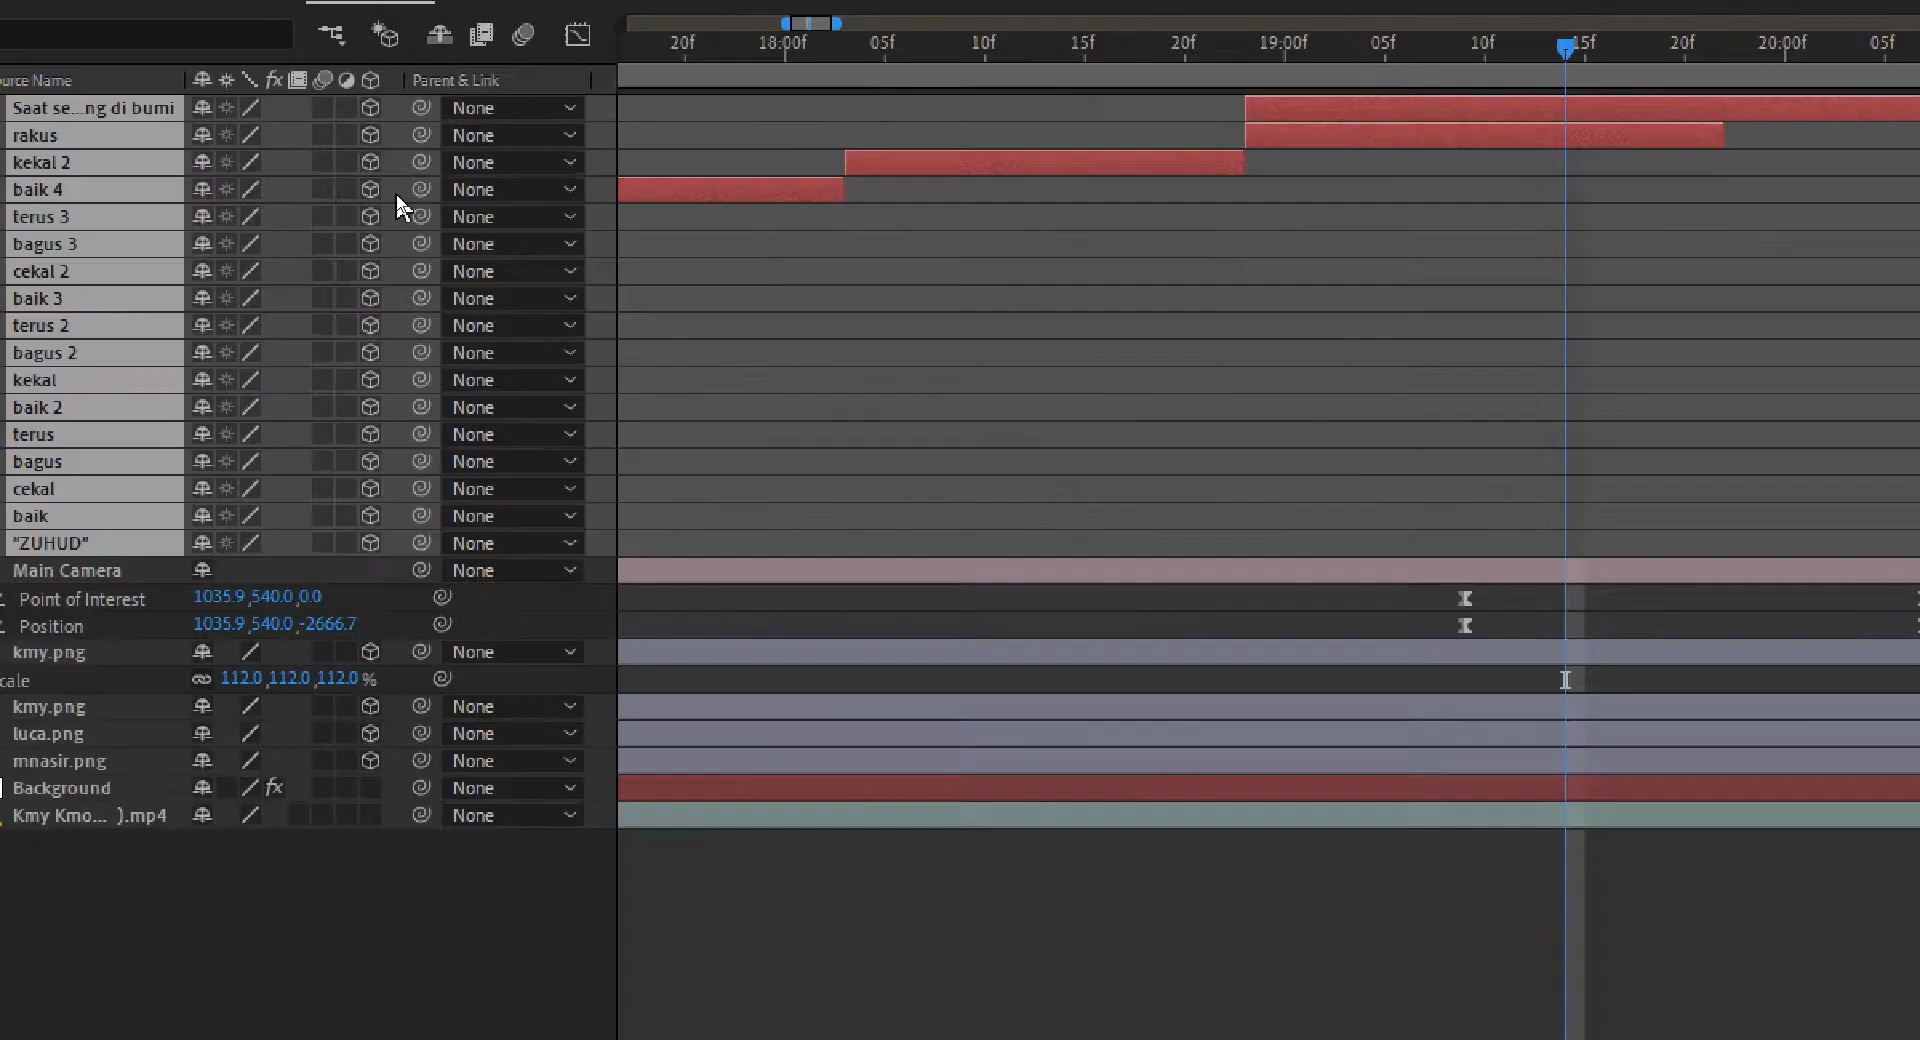 20f 18:00f 05f 10f 15f 20f 19:00f 05f 10f 15f 20f 20:00f 05f
ource Name fx Parent & Link
Saat se...ng di bumi None
rakus None
kekal 2 None
baik 4 None
terus 3 None
bagus 3 None
cekal 2 None
baik 3 None
terus 2 None
bagus 2 None
kekal None
baik 2 None
terus None
bagus None
cekal None
baik None
"ZUHUD" None
Main Camera None
Point of Interest 1035.9,540.0,0.0
Position 1035.9,540.0,-2666.7
kmy.png None
cale 112.0,112.0,112.0%
kmy.png None
luca.png None
mnasir.png None
Background fx None
Kmy Kmo... ).mp4 None